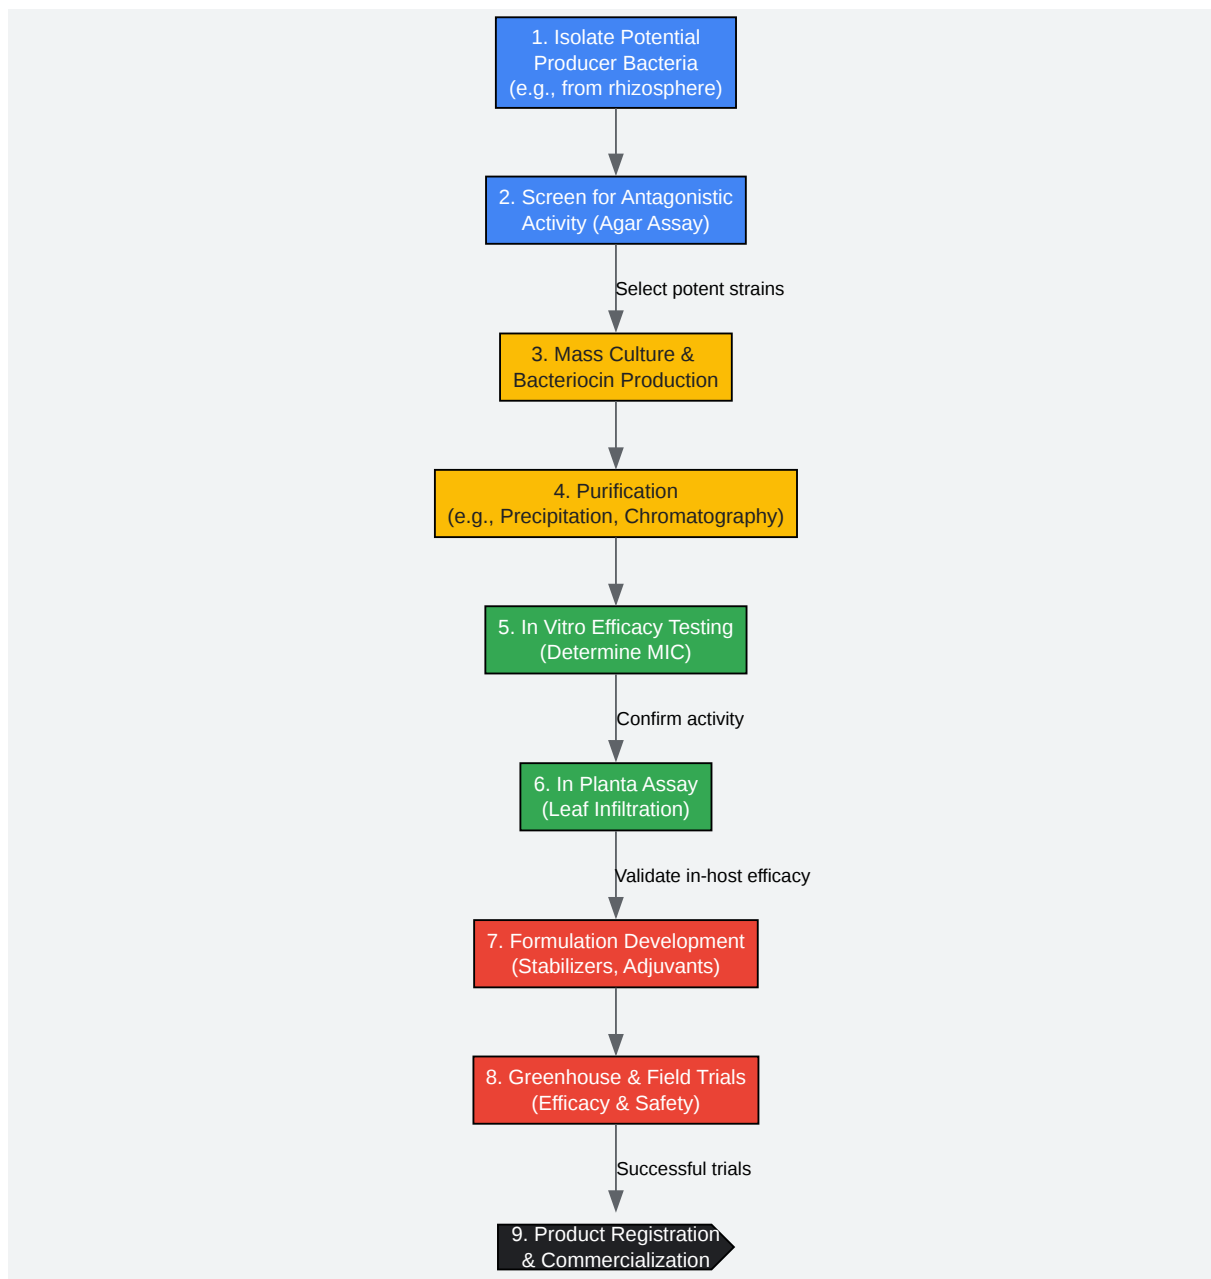 1. Isolate Potential
Producer Bacteria
(e.g., from rhizosphere)
2. Screen for Antagonistic
Activity (Agar Assay)
Select potent strains
3. Mass Culture &
Bacteriocin Production
4. Purification
(e.g., Precipitation, Chromatography)
5. In Vitro Efficacy Testing
(Determine MIC)
Confirm activity
6. In Planta Assay
(Leaf Infiltration)
Validate in-host efficacy
7. Formulation Development
(Stabilizers, Adjuvants)
8. Greenhouse & Field Trials
(Efficacy & Safety)
Successful trials
9. Product Registration
& Commercialization